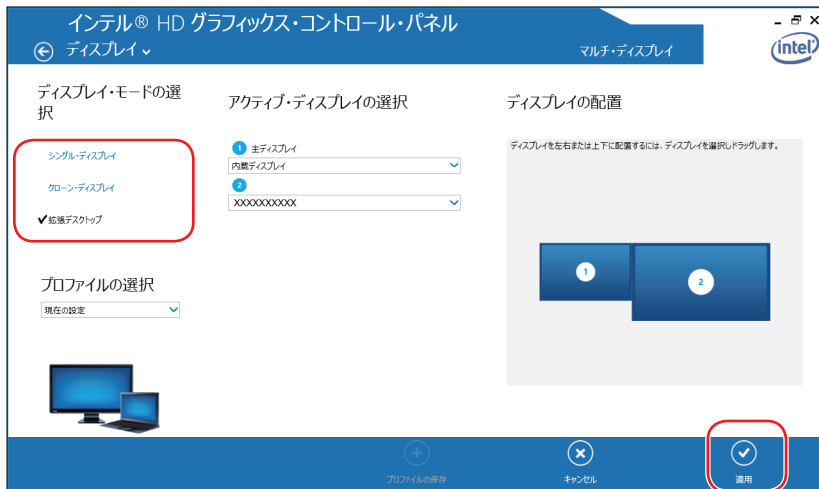 インテル® HD グラフィックス・コントロール・パネル
ディスプレイ
マルチ・ディスプレイ
intel
ディスプレイ・モードの選
択
シングル・ディスプレイ
クローン・ディスプレイ
✔拡張デスクトップ
プロファイルの選択
現在の設定
アクティブ・ディスプレイの選択
1 主ディスプレイ
内蔵ディスプレイ
2
XXXXXXXXXX
ディスプレイの配置
ディスプレイを左右または上下に配置するには、ディスプレイを選択しドラッグします。
1
2
プロファイルの保存
キャンセル
適用